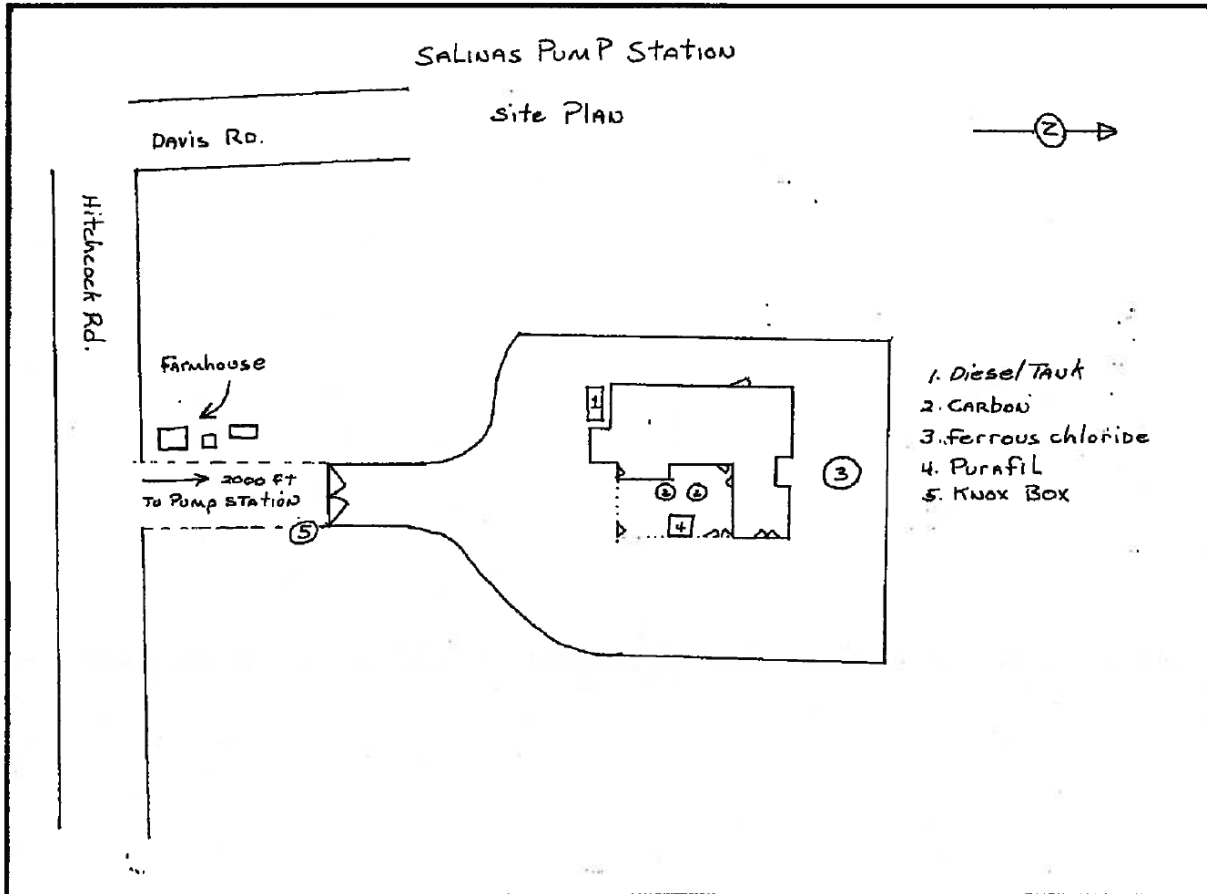 SALINAS PUMP STATION
Site PLAN
DAVIS RD.
N
Hitchcock Rd.
FARMhouse
2000 FT
TO PUMP STATION
5
1
2 2
4
3
1. Diesel TANK
2. CARBON
3. Ferrous chloride
4. PURAFIL
5. KNOX BOX